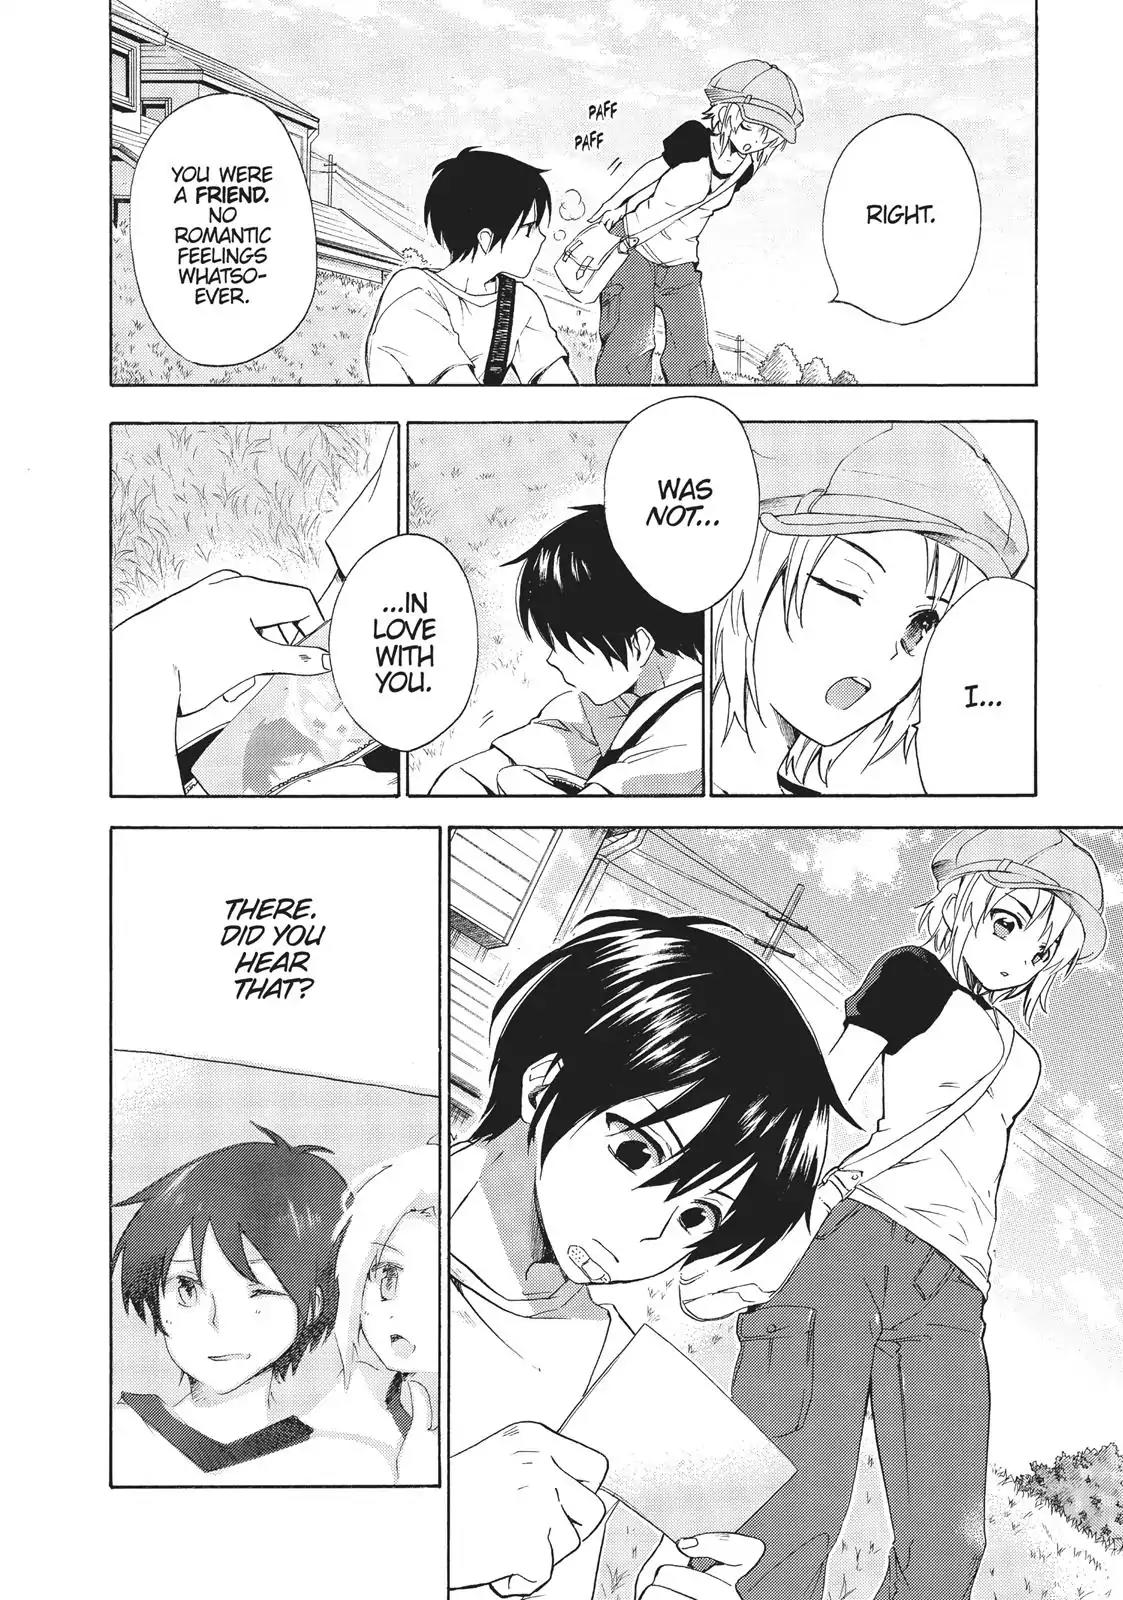 RIGHT.
PAFF
PAFF
YOU WERE
A FRIEND.
NO
ROMANTIC
FEELINGS
WHATSO-
EVER.
I...
WAS
NOT...
...IN
LOVE
WITH
YOU.
THERE.
DID YOU
HEAR
THAT?